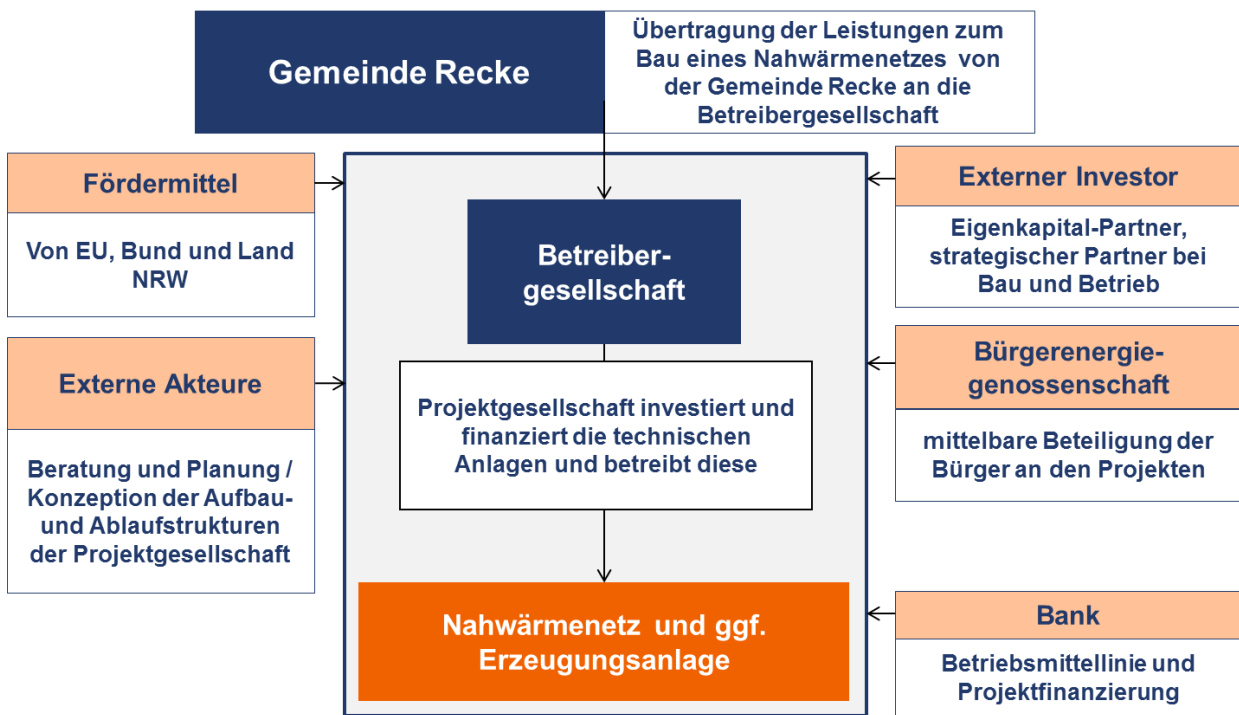 Gemeinde Recke
Übertragung der Leistungen zum
Bau eines Nahwärmenetzes von
der Gemeinde Recke an die
Betreibergesellschaft
Fördermittel
Von EU, Bund und Land
NRW
Externe Akteure
Beratung und Planung /
Konzeption der Aufbau-
und Ablaufstrukturen
der Projektgesellschaft
Betreiber-
gesellschaft
Projektgesellschaft investiert und
finanziert die technischen
Anlagen und betreibt diese
Nahwärmenetz und ggf.
Erzeugungsanlage
Externer Investor
Eigenkapital-Partner,
strategischer Partner bei
Bau und Betrieb
Bürgerenergie-
genossenschaft
mittelbare Beteiligung der
Bürger an den Projekten
Bank
Betriebsmittellinie und
Projektfinanzierung